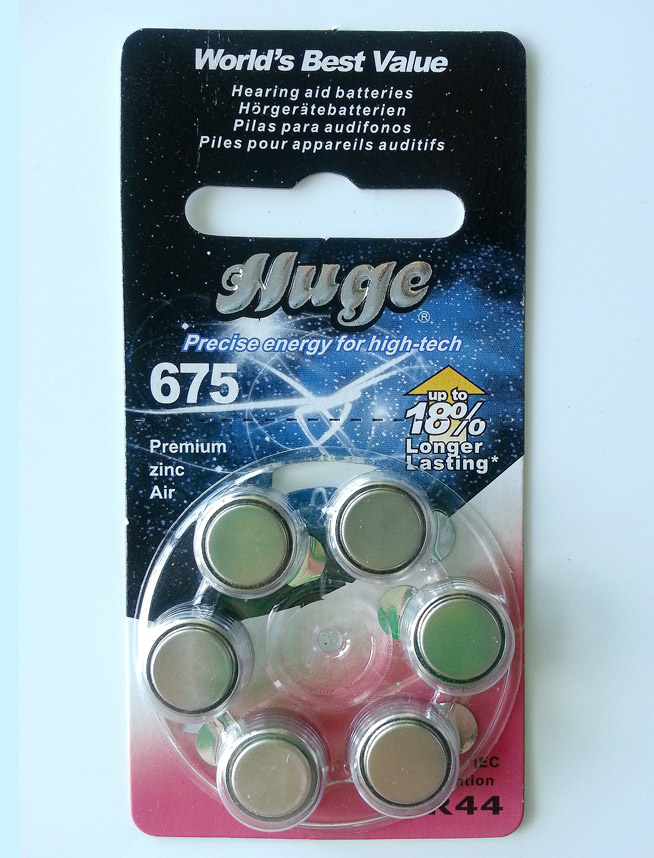 World's Best Value
Hearing aid batteries
Hörgerätebatterien
Pilas para audifonos
Piles pour appareils auditifs
Huge®
Precise energy for high-tech
675
up to
18%
Longer
Lasting*
Premium
zinc
Air
IEC